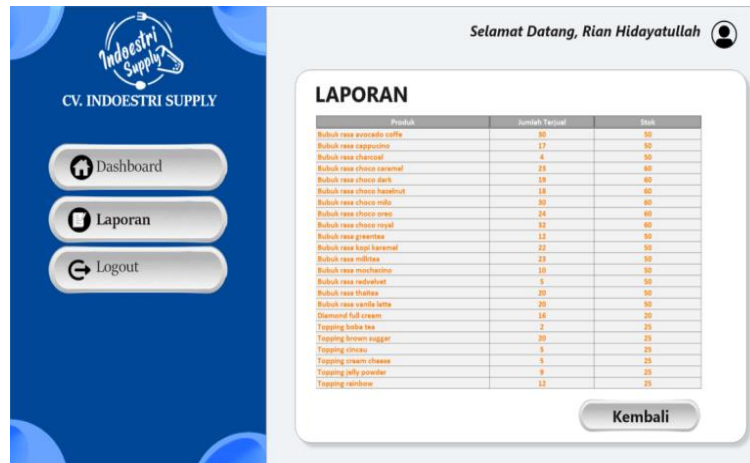 Indoestri
Supply
CV. INDOESTRI SUPPLY
Dashboard
Laporan
Logout
Selamat Datang, Rian Hidayatullah
LAPORAN
Produk Jumlah Terjual Stok
Bubuk rasa avocado coffe 30 50
Bubuk rasa cappucino 17 50
Bubuk rasa charcoal 4 50
Bubuk rasa choco caramel 23 60
Bubuk rasa choco dark 19 60
Bubuk rasa choco hazelnut 18 60
Bubuk rasa choco milo 30 60
Bubuk rasa choco oreo 24 60
Bubuk rasa choco royal 32 60
Bubuk rasa greentea 12 50
Bubuk rasa kopi karamel 22 50
Bubuk rasa milktea 23 50
Bubuk rasa mochacino 10 50
Bubuk rasa redvelvet 5 50
Bubuk rasa thaitea 20 50
Bubuk rasa vanila latte 20 50
Diamond full cream 16 20
Topping boba tea 2 25
Topping brown suggar 20 25
Topping cincau 5 25
Topping cream cheese 5 25
Topping jelly powder 9 25
Topping rainbow 12 25
Kembali